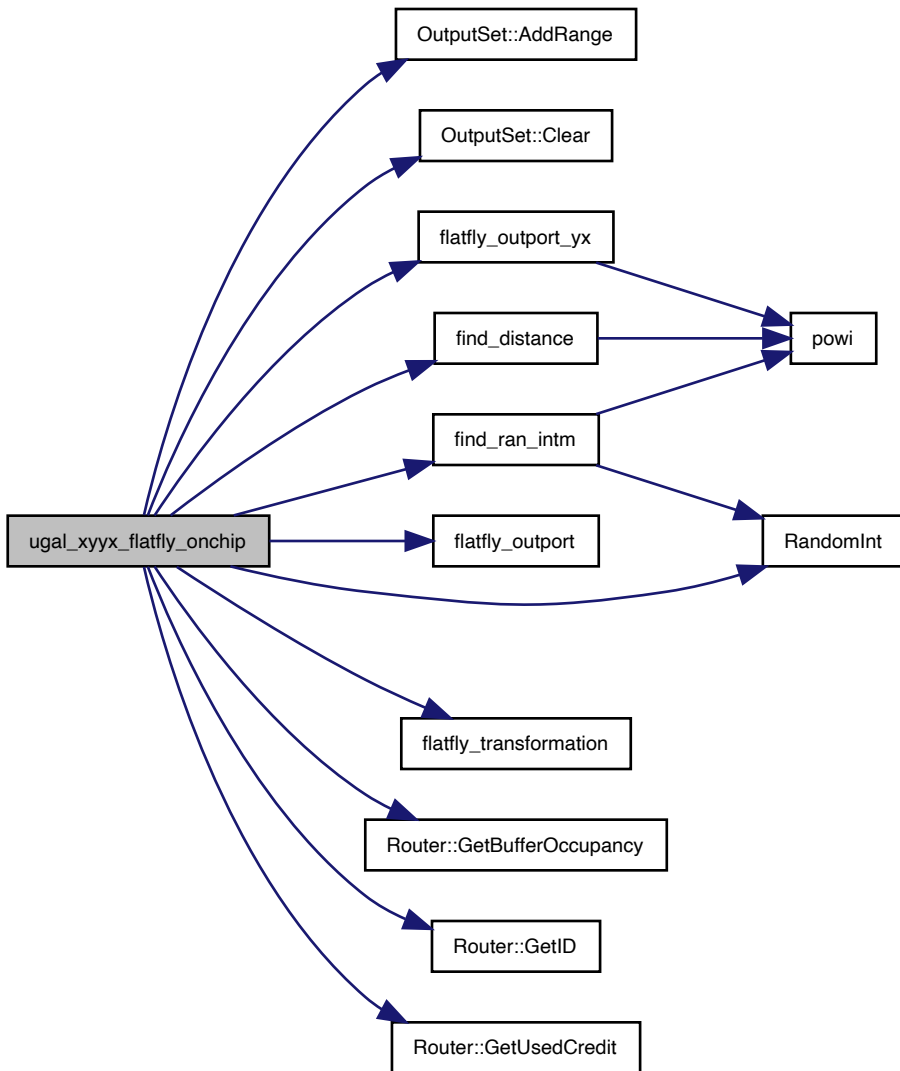 OutputSet::AddRange
OutputSet::Clear
flatfly_outport_yx
find_distance
powi
find_ran_intm
ugal_xyyx_flatfly_onchip
flatfly_outport
RandomInt
flatfly_transformation
Router::GetBufferOccupancy
Router::GetID
Router::GetUsedCredit